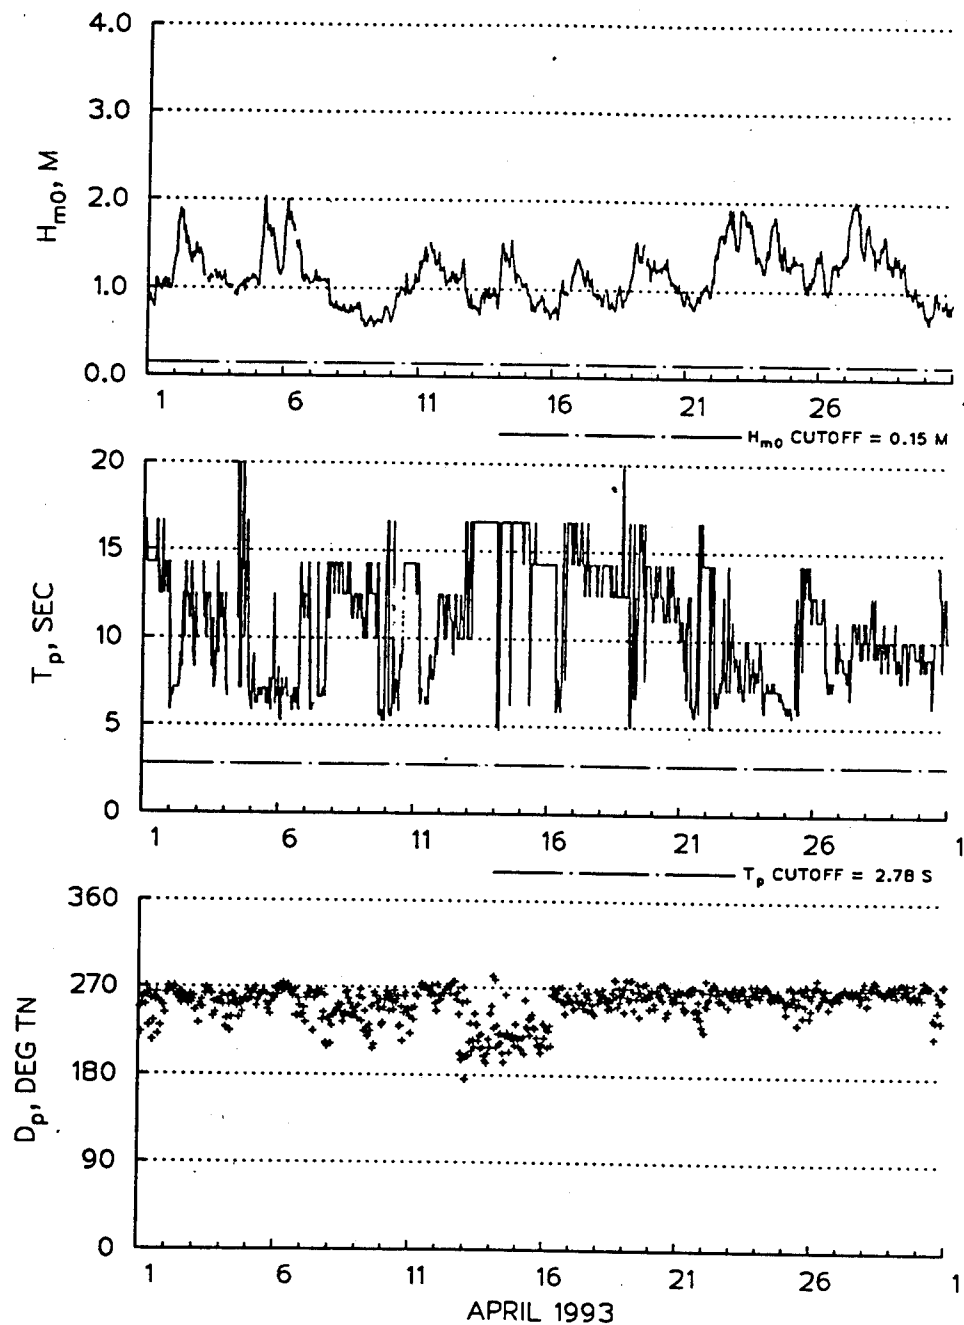 4.0
3.0
2.0
1.0
0.0
H_m0, M
1 6 11 16 21 26
H_m0 CUTOFF = 0.15 M
20
15
10
5
0
T_p, SEC
1 6 11 16 21 26 1
T_p CUTOFF = 2.78 S
360
270
180
90
0
D_p, DEG TN
1 6 11 16 21 26 1
APRIL 1993